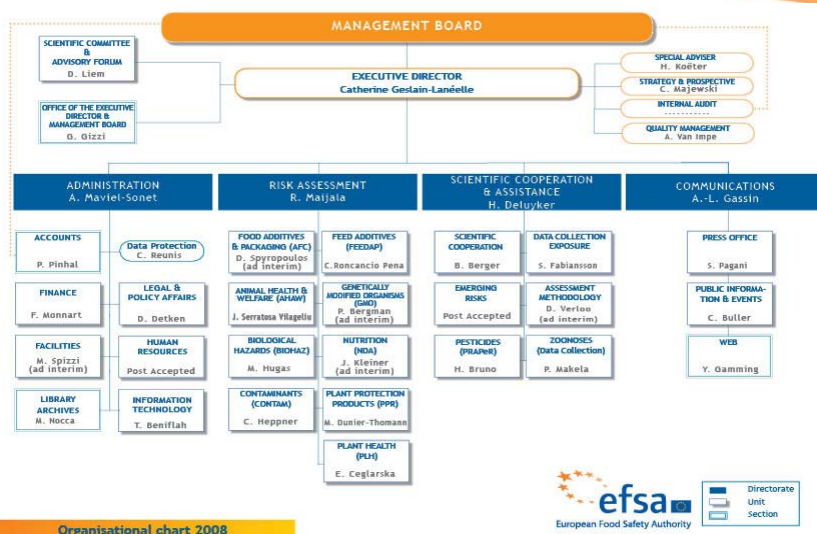 MANAGEMENT BOARD
SCIENTIFIC COMMITTEE
&
ADVISORY FORUM
D. Liem
EXECUTIVE DIRECTOR
Catherine Geslain-Lanéelle
SPECIAL ADVISER
H. Koëter
STRATEGY & PROSPECTIVE
C. Majewski
INTERNAL AUDIT
-----------
QUALITY MANAGEMENT
A. Van Impe
OFFICE OF THE EXECUTIVE
DIRECTOR &
MANAGEMENT BOARD
G. Gizzi
ADMINISTRATION
A. Maviel-Sonet
RISK ASSESSMENT
R. Maijala
SCIENTIFIC COOPERATION
& ASSISTANCE
H. Deluyker
COMMUNICATIONS
A.-L. Gassin
ACCOUNTS
P. Pinhal
Data Protection
C. Reunis
FINANCE
F. Monnart
LEGAL &
POLICY AFFAIRS
D. Detken
FACILITIES
M. Spizzi
(ad interim)
HUMAN
RESOURCES
Post Accepted
LIBRARY
ARCHIVES
M. Nocca
INFORMATION
TECHNOLOGY
T. Beniflah
FOOD ADDITIVES
& PACKAGING (AFC)
D. Spyropoulos
(ad interim)
FEED ADDITIVES
(FEEDAP)
C.Roncancio Pena
ANIMAL HEALTH &
WELFARE (AHAW)
J. Serratosa Vilageliu
GENETICALLY
MODIFIED ORGANISMS
(GMO)
P. Bergman
(ad interim)
BIOLOGICAL
HAZARDS (BIOHAZ)
M. Hugas
NUTRITION
(NDA)
J. Kleiner
(ad interim)
CONTAMINANTS
(CONTAM)
C. Heppner
PLANT PROTECTION
PRODUCTS (PPR)
M. Dunier-Thomann
PLANT HEALTH
(PLH)
E. Ceglarska
SCIENTIFIC
COOPERATION
B. Berger
DATA COLLECTION
EXPOSURE
S. Fabiansson
EMERGING
RISKS
Post Accepted
ASSESSMENT
METHODOLOGY
D. Verloo
(ad interim)
PESTICIDES
(PRAPeR)
H. Bruno
ZOONOSES
(Data Collection)
P. Makela
PRESS OFFICE
S. Pagani
PUBLIC INFORMA-
TION & EVENTS
C. Buller
WEB
Y. Gamming
efsa
European Food Safety Authority
Directorate
Unit
Section
Organisational chart 2008